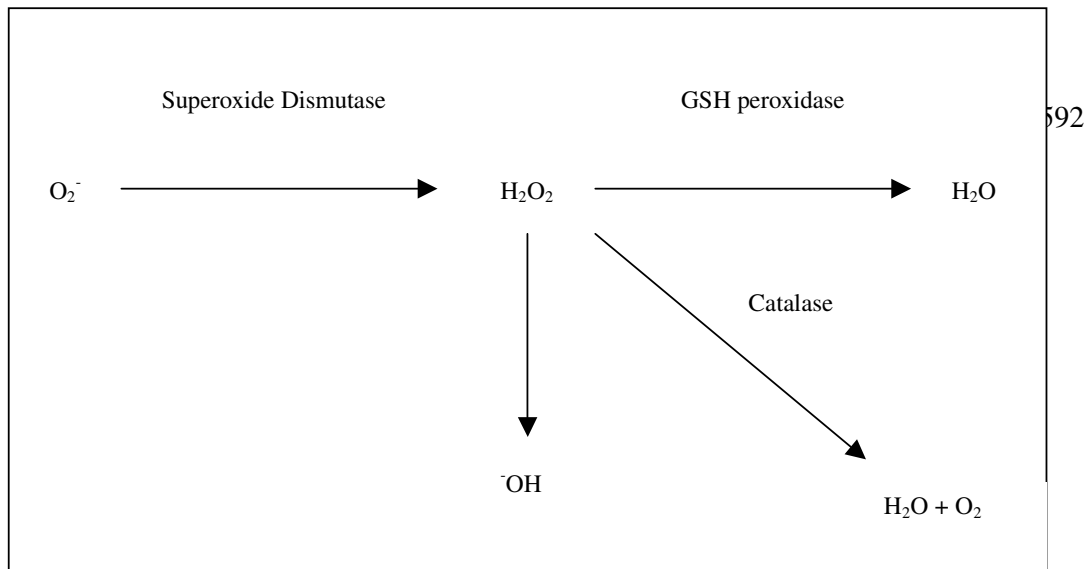 Superoxide Dismutase GSH peroxidase
592
O₂⁻ H₂O₂ H₂O
Catalase
⁻OH
H₂O + O₂